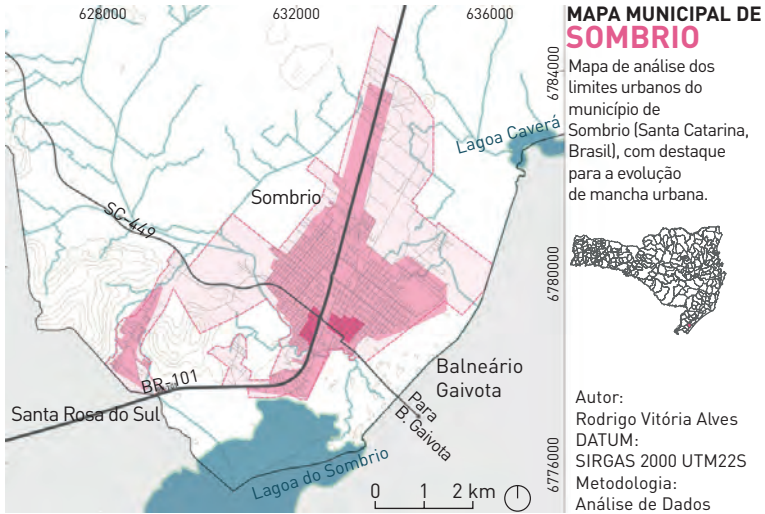 628000
632000
636000
6784000
6780000
6776000
Lagoa Caverá
Sombrio
SC-449
BR-101
Balneário
Gaivota
Para
B. Gaivota
Santa Rosa do Sul
Lagoa do Sombrio
0 1 2 km
MAPA MUNICIPAL DE
SOMBRIO
Mapa de análise dos
limites urbanos do
município de
Sombrio (Santa Catarina,
Brasil), com destaque
para a evolução
de mancha urbana.
Autor:
Rodrigo Vitória Alves
DATUM:
SIRGAS 2000 UTM22S
Metodologia:
Análise de Dados